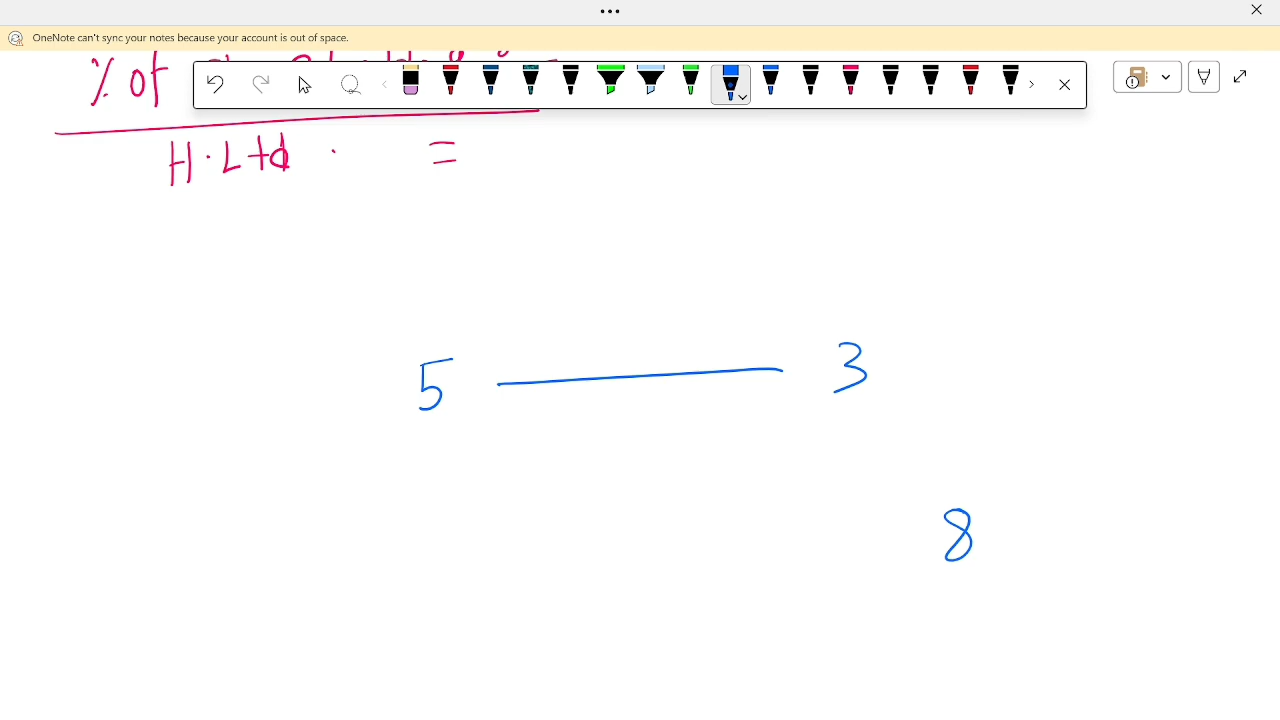 OneNote can't sync your notes because your account is out of space.
% of
H. Ltd. =
5 — 3
8